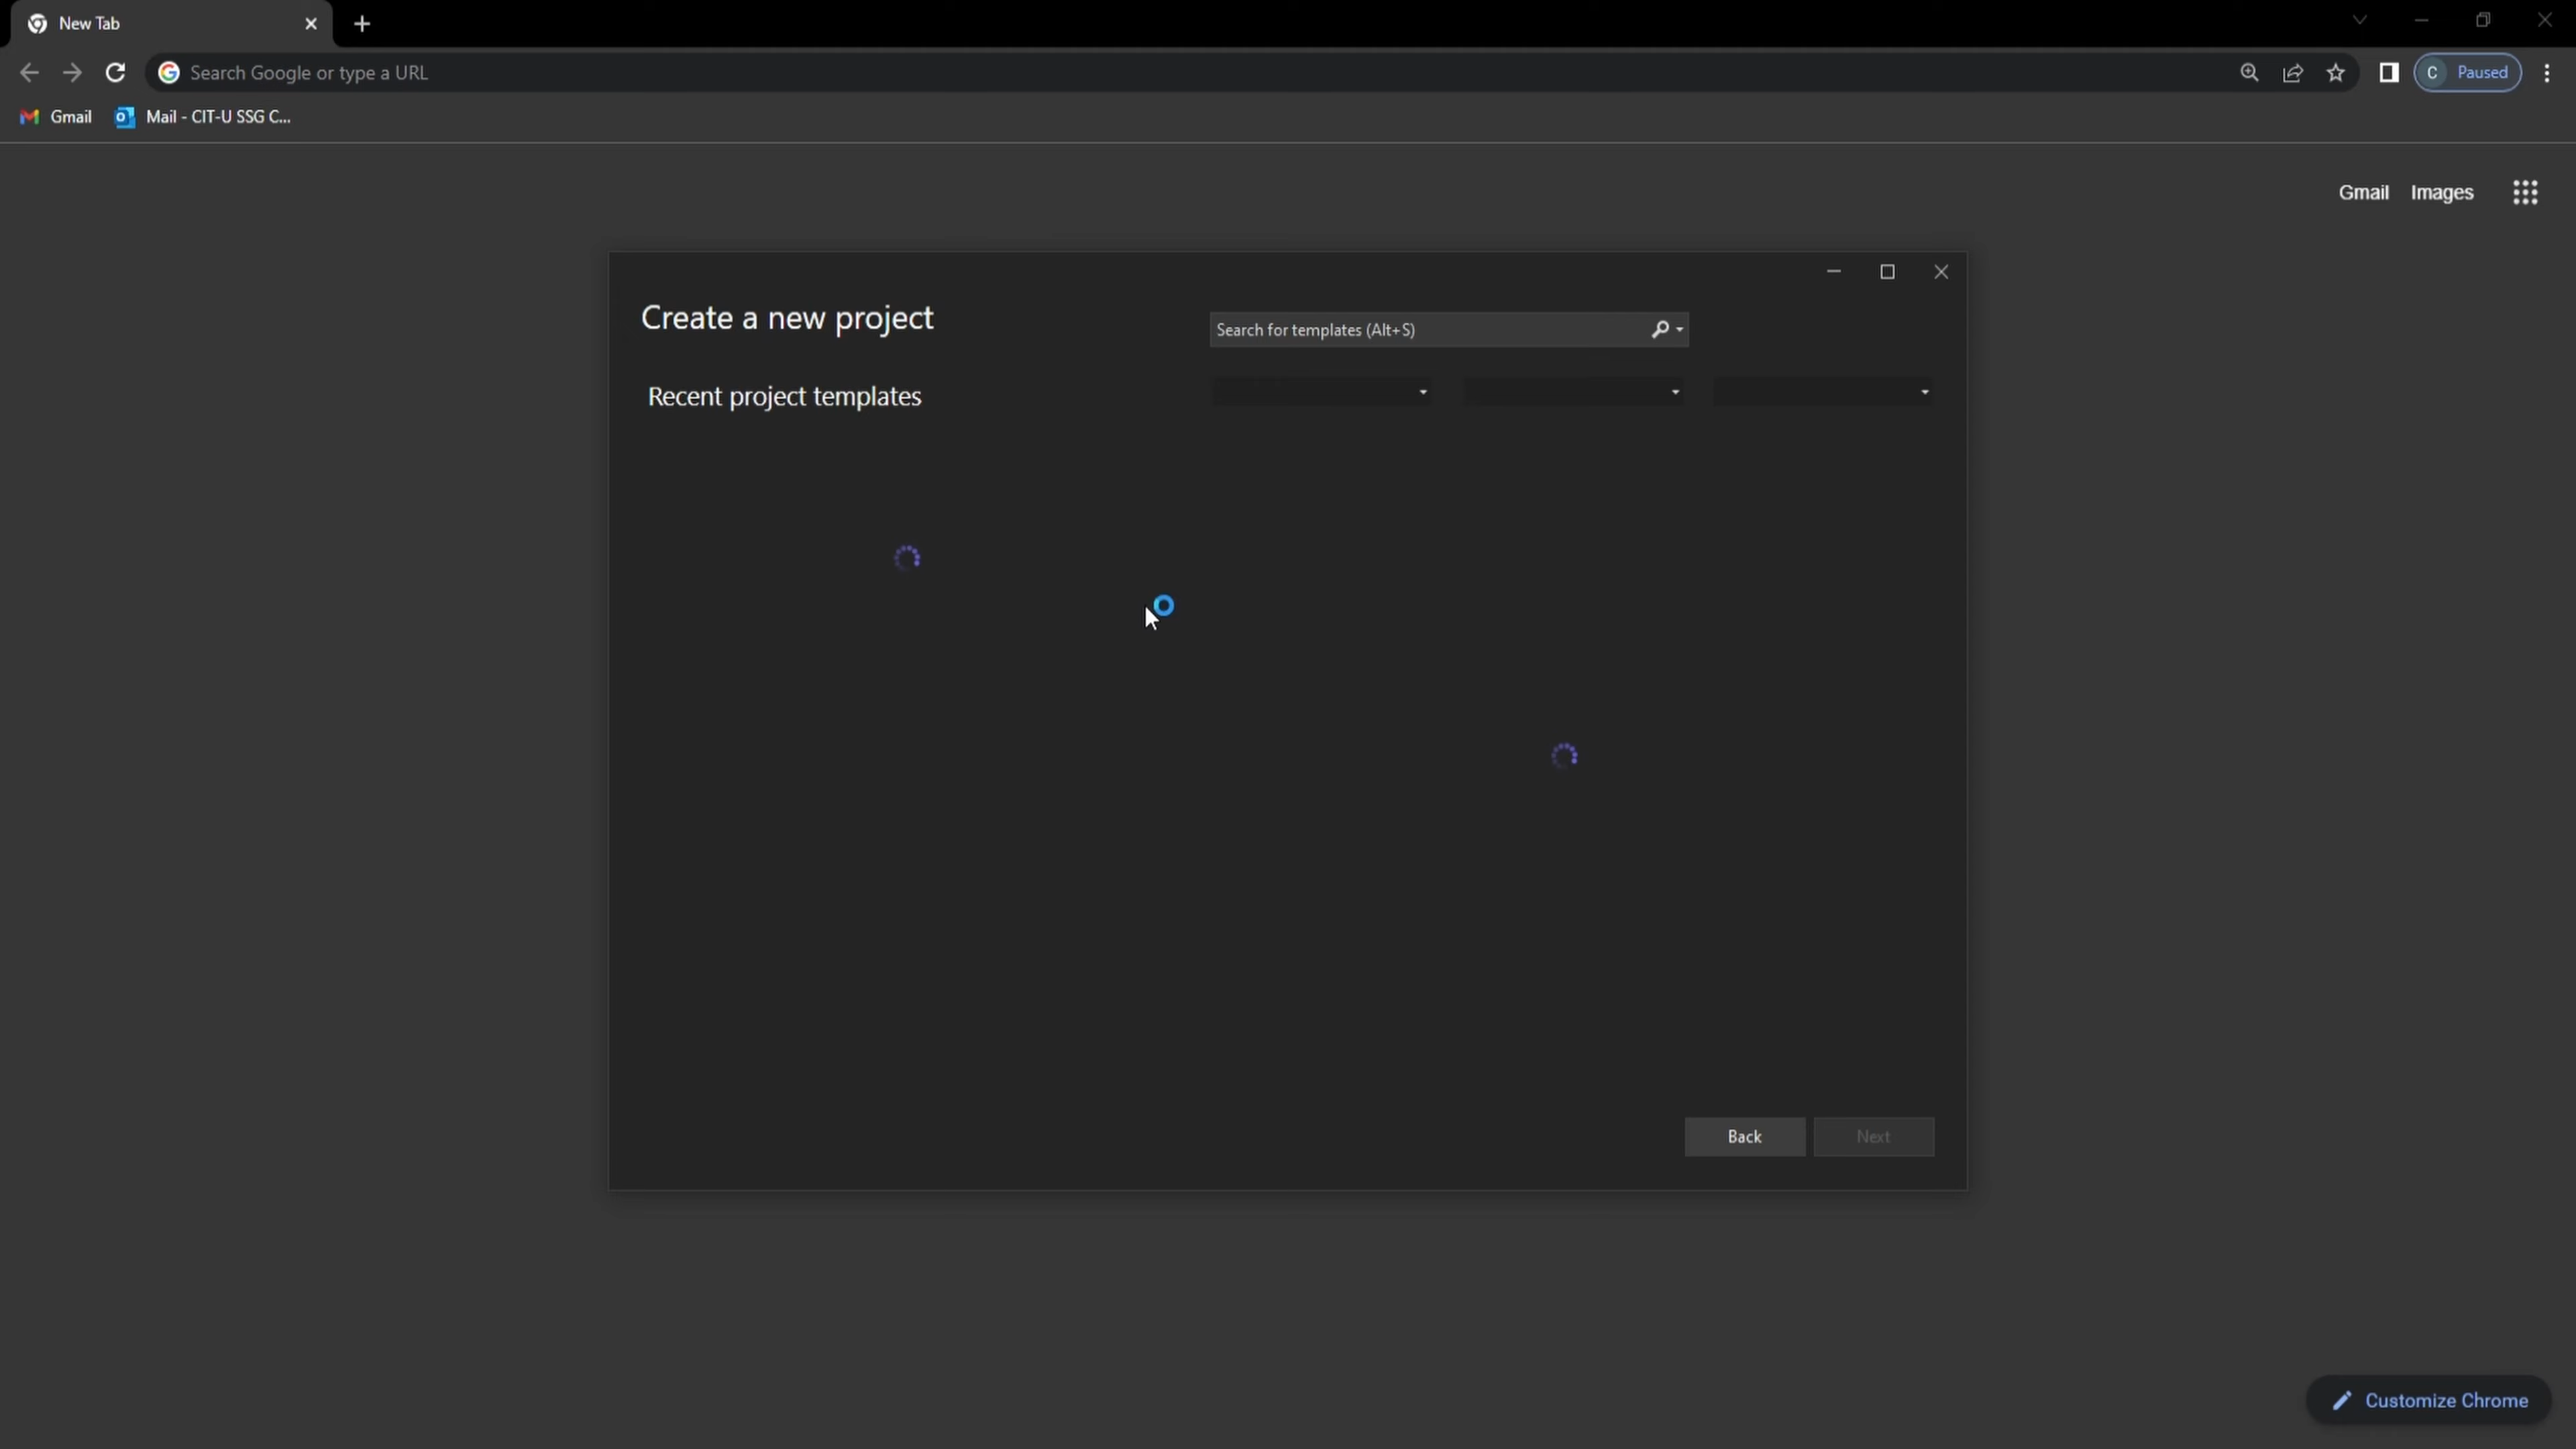 New Tab
Search Google or type a URL
C Paused
Gmail Mail - CIT-U SSG C...
Gmail Images
Create a new project
Search for templates (Alt+S)
Recent project templates
Back Next
Customize Chrome